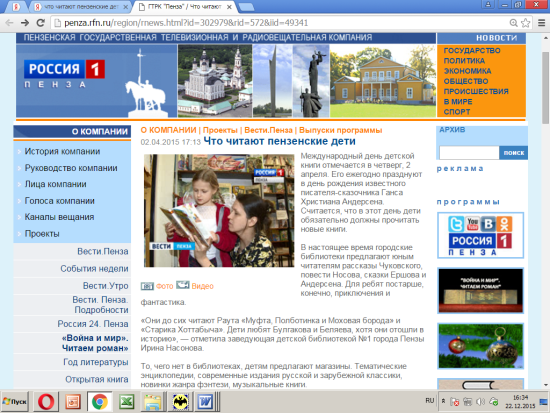 что читают пензенские дет
ГТРК "Пенза" / Что читают
penza.rfn.ru/region/rnews.html?id=302979&rid=572&iid=49341
ПЕНЗЕНСКАЯ ГОСУДАРСТВЕННАЯ ТЕЛЕВИЗИОННАЯ И РАДИОВЕЩАТЕЛЬНАЯ КОМПАНИЯ
НОВОСТИ
РОССИЯ 1
ПЕНЗА
ГОСУДАРСТВО
ПОЛИТИКА
ЭКОНОМИКА
ОБЩЕСТВО
ПРОИСШЕСТВИЯ
В МИРЕ
СПОРТ
О КОМПАНИИ
История компании
Руководство компании
Лица компании
Голоса компании
Каналы вещания
Проекты
Вести.Пенза
События недели
Вести.Утро
Вести. Пенза.
Подробности
Россия 24. Пенза
«Война и мир».
Читаем роман»
Год литературы
Открытая книга
О КОМПАНИИ | Проекты | Вести.Пенза | Выпуски программы
02.04.2015 17:13 Что читают пензенские дети
РОССИЯ 1
ВЕСТИ ПЕНЗА
Фото Видео
Международный день детской
книги отмечается в четверг, 2
апреля. Его ежегодно празднуют
в день рождения известного
писателя-сказочника Ганса
Христиана Андерсена.
Считается, что в этот день дети
обязательно должны прочитать
новые книги.
В настоящее время городские
библиотеки предлагают юным
читателям рассказы Чуковского,
повести Носова, сказки Ершова и
Андерсена. Для ребят постарше,
конечно, приключения и
фантастика.
«Они до сих читают Раута «Муфта, Полботинка и Моховая борода» и
«Старика Хоттабыча». Дети любят Булгакова и Беляева, хотя они отошли в
историю», — отметила заведующая детской библиотекой №1 города Пензы
Ирина Насонова.
То, чего нет в библиотеках, детям предлагают магазины. Тематические
энциклопедии, современные издания русской и зарубежной классики,
новинки жанра фэнтези, музыкальные книги.
АРХИВ
поиск
реклама
программы
You Tube
РОССИЯ 1
ПЕНЗА
"ВОЙНА И МИР".
ЧИТАЕМ РОМАН"
Пуск
RU
16:34
22.12.2015